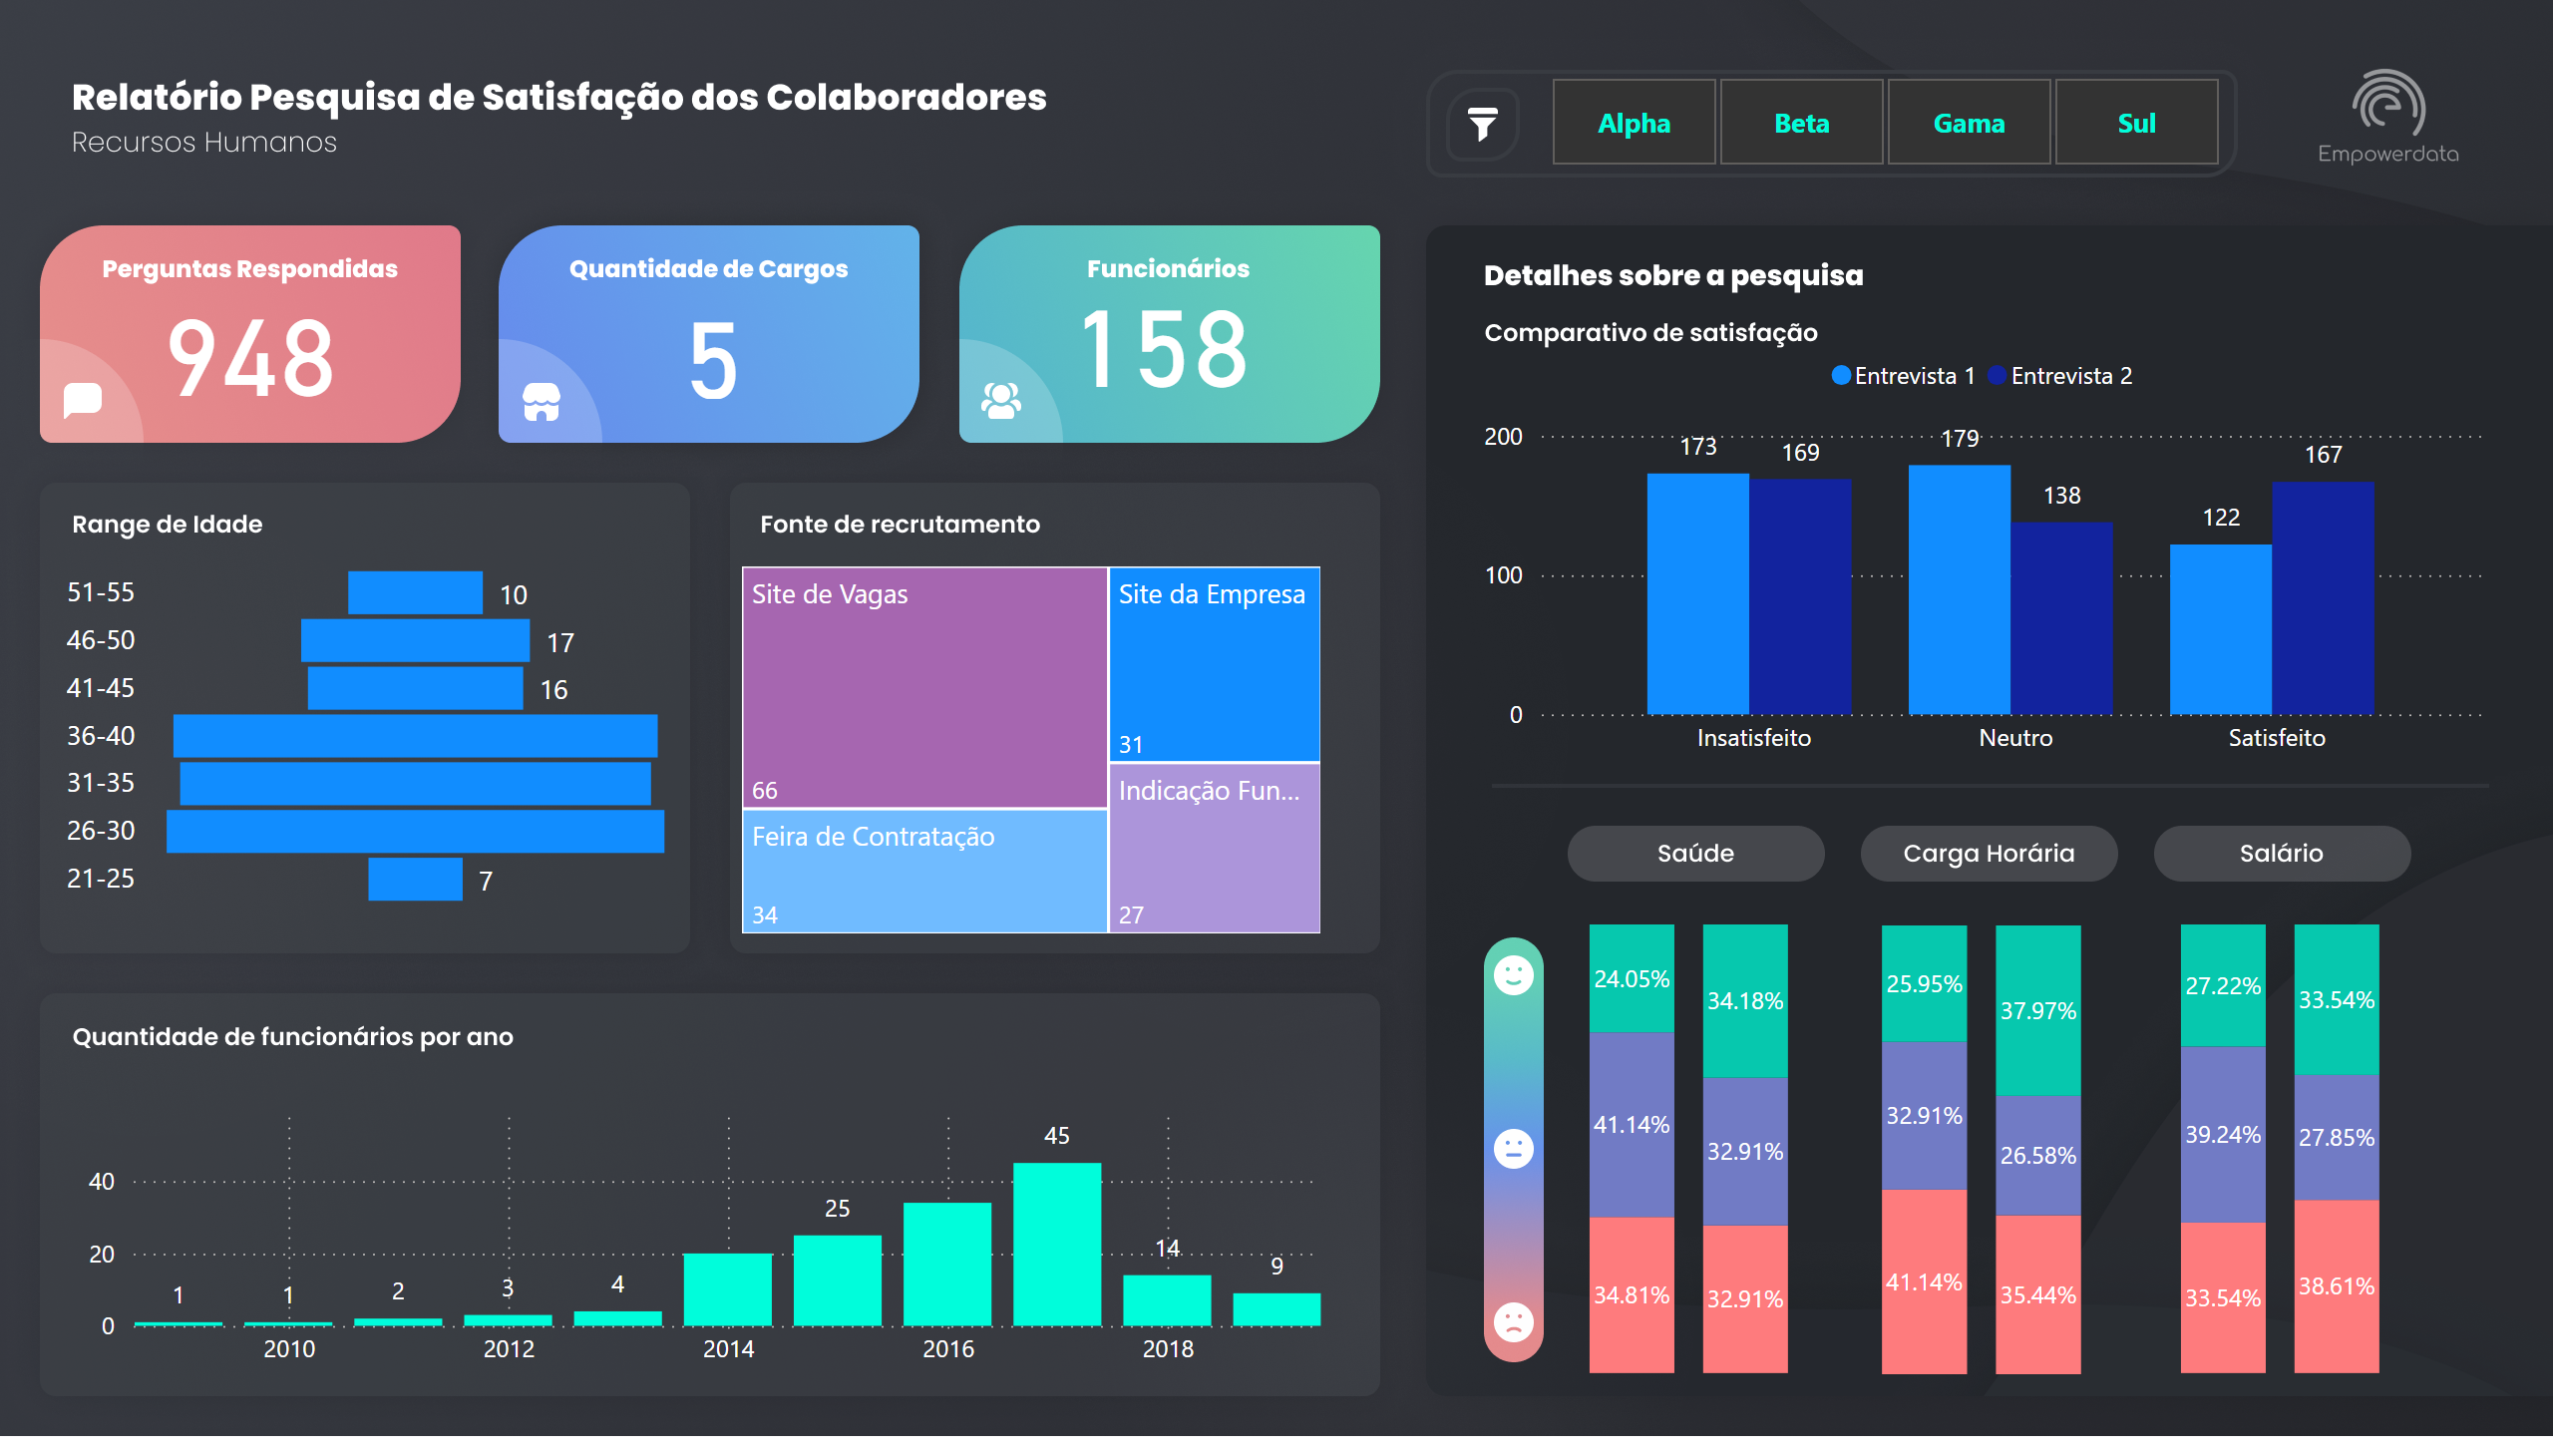 Relatório Pesquisa de Satisfação dos Colaboradores
Recursos Humanos
Alpha
Beta
Gama
Sul
Empowerdata
Perguntas Respondidas
948
Quantidade de Cargos
5
Funcionários
158
Range de Idade
51-55
10
46-50
17
41-45
16
36-40
31-35
26-30
21-25
7
Fonte de recrutamento
Site de Vagas
66
Feira de Contratação
34
Site da Empresa
31
Indicação Fun...
27
Quantidade de funcionários por ano
40
20
0
1
1
2
3
4
25
45
14
9
2010
2012
2014
2016
2018
Detalhes sobre a pesquisa
Comparativo de satisfação
Entrevista 1
Entrevista 2
200
100
0
173
169
179
138
122
167
Insatisfeito
Neutro
Satisfeito
Saúde
Carga Horária
Salário
24.05%
41.14%
34.81%
34.18%
32.91%
32.91%
25.95%
32.91%
41.14%
37.97%
26.58%
35.44%
27.22%
39.24%
33.54%
33.54%
27.85%
38.61%